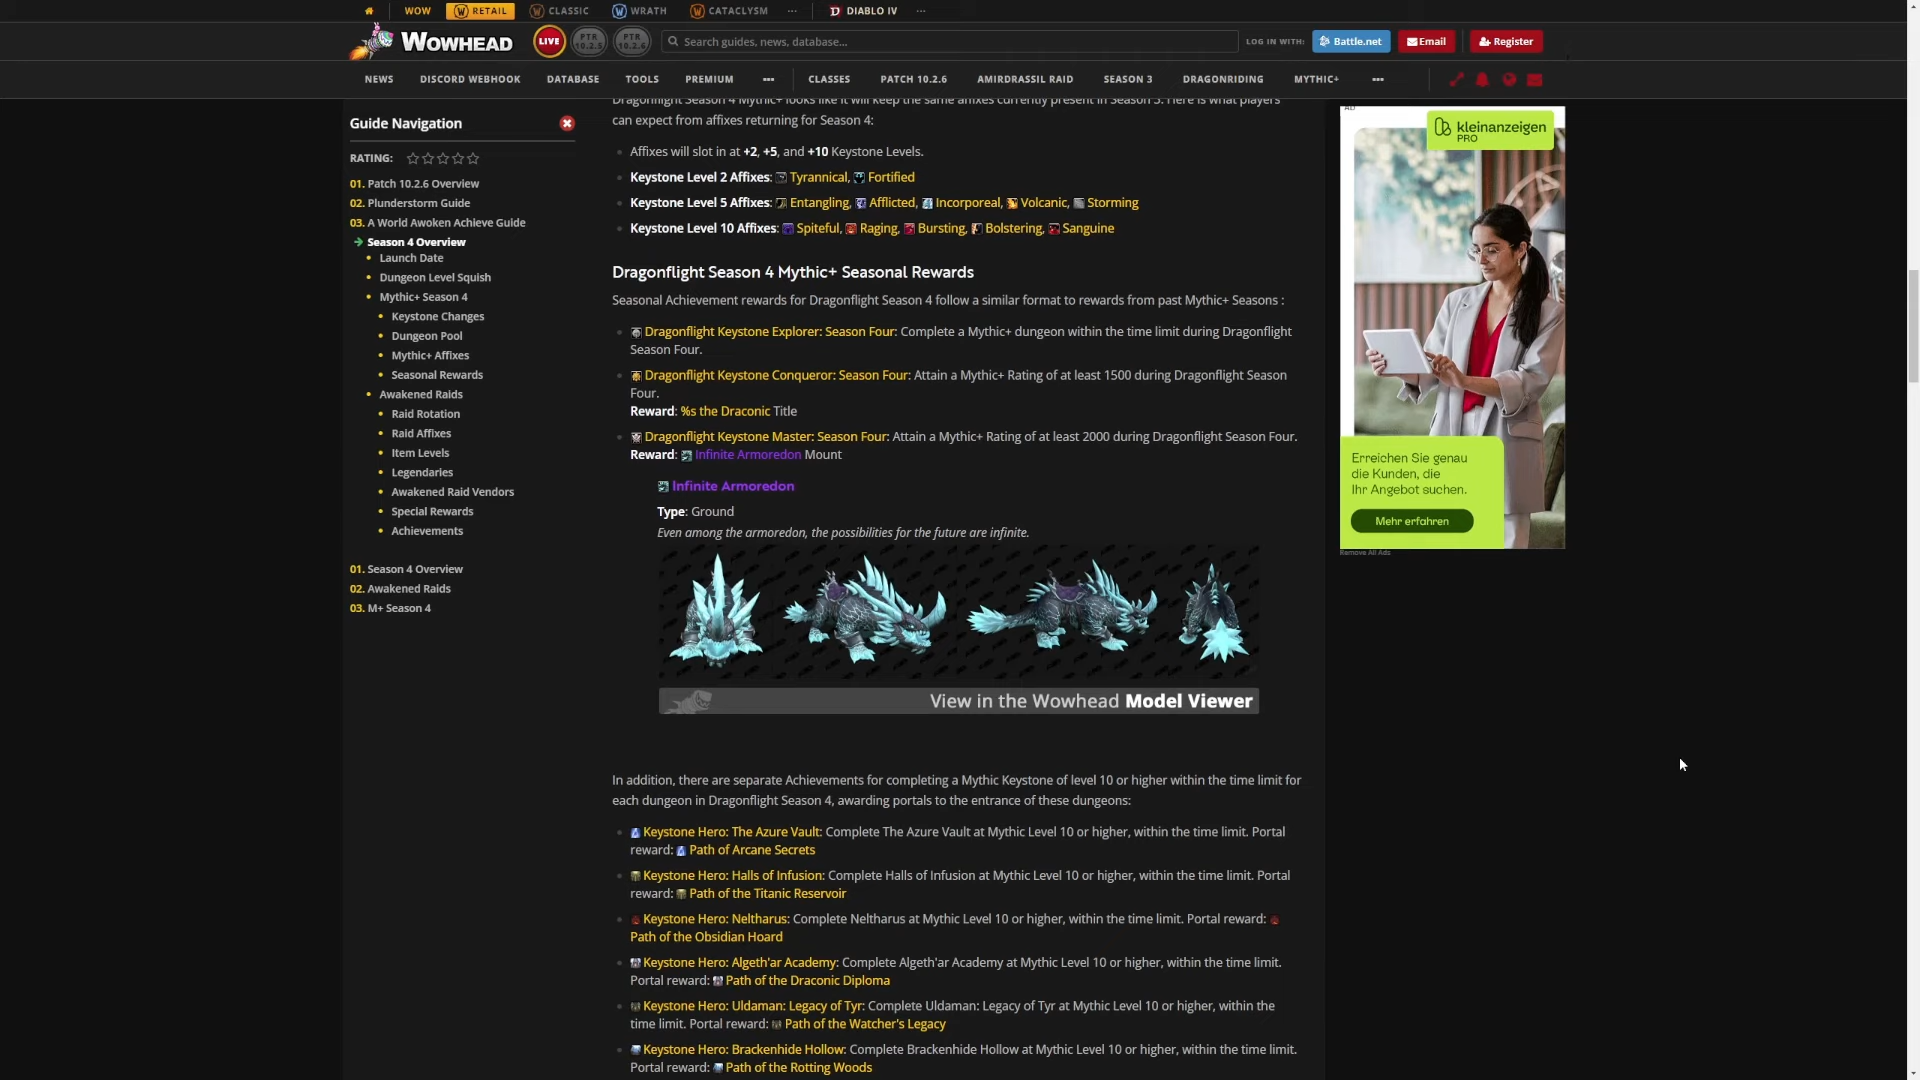 WOW
RETAIL
CLASSIC
WRATH
CATACLYSM
DIABLO IV
WOWHEAD
LIVE
PTR 10.2.5
PTR 10.2.6
Search guides, news, database...
LOG IN WITH:
Battle.net
Email
Register
NEWS
DISCORD WEBHOOK
DATABASE
TOOLS
PREMIUM
CLASSES
PATCH 10.2.6
AMIRDRASSIL RAID
SEASON 3
DRAGONRIDING
MYTHIC+
Guide Navigation
RATING:
01. Patch 10.2.6 Overview
02. Plunderstorm Guide
03. A World Awoken Achieve Guide
Season 4 Overview
Launch Date
Dungeon Level Squish
Mythic+ Season 4
Keystone Changes
Dungeon Pool
Mythic+ Affixes
Seasonal Rewards
Awakened Raids
Raid Rotation
Raid Affixes
Item Levels
Legendaries
Awakened Raid Vendors
Special Rewards
Achievements
01. Season 4 Overview
02. Awakened Raids
03. M+ Season 4
Dragonflight Season 4 Mythic+ looks like it will keep the same affixes currently present in Season 3. Here is what players
can expect from affixes returning for Season 4:
Affixes will slot in at +2, +5, and +10 Keystone Levels.
Keystone Level 2 Affixes: Tyrannical, Fortified
Keystone Level 5 Affixes: Entangling, Afflicted, Incorporeal, Volcanic, Storming
Keystone Level 10 Affixes: Spiteful, Raging, Bursting, Bolstering, Sanguine
Dragonflight Season 4 Mythic+ Seasonal Rewards
Seasonal Achievement rewards for Dragonflight Season 4 follow a similar format to rewards from past Mythic+ Seasons :
Dragonflight Keystone Explorer: Season Four: Complete a Mythic+ dungeon within the time limit during Dragonflight
Season Four.
Dragonflight Keystone Conqueror: Season Four: Attain a Mythic+ Rating of at least 1500 during Dragonflight Season
Four.
Reward: %s the Draconic Title
Dragonflight Keystone Master: Season Four: Attain a Mythic+ Rating of at least 2000 during Dragonflight Season Four.
Reward: Infinite Armoredon Mount
Infinite Armoredon
Type: Ground
Even among the armoredon, the possibilities for the future are infinite.
View in the Wowhead Model Viewer
In addition, there are separate Achievements for completing a Mythic Keystone of level 10 or higher within the time limit for
each dungeon in Dragonflight Season 4, awarding portals to the entrance of these dungeons:
Keystone Hero: The Azure Vault: Complete The Azure Vault at Mythic Level 10 or higher, within the time limit. Portal
reward: Path of Arcane Secrets
Keystone Hero: Halls of Infusion: Complete Halls of Infusion at Mythic Level 10 or higher, within the time limit. Portal
reward: Path of the Titanic Reservoir
Keystone Hero: Neltharus: Complete Neltharus at Mythic Level 10 or higher, within the time limit. Portal reward:
Path of the Obsidian Hoard
Keystone Hero: Algeth'ar Academy: Complete Algeth'ar Academy at Mythic Level 10 or higher, within the time limit.
Portal reward: Path of the Draconic Diploma
Keystone Hero: Uldaman: Legacy of Tyr: Complete Uldaman: Legacy of Tyr at Mythic Level 10 or higher, within the
time limit. Portal reward: Path of the Watcher's Legacy
Keystone Hero: Brackenhide Hollow: Complete Brackenhide Hollow at Mythic Level 10 or higher, within the time limit.
Portal reward: Path of the Rotting Woods
AD
kleinanzeigen
PRO
Erreichen Sie genau
die Kunden, die
Ihr Angebot suchen.
Mehr erfahren
Remove All Ads